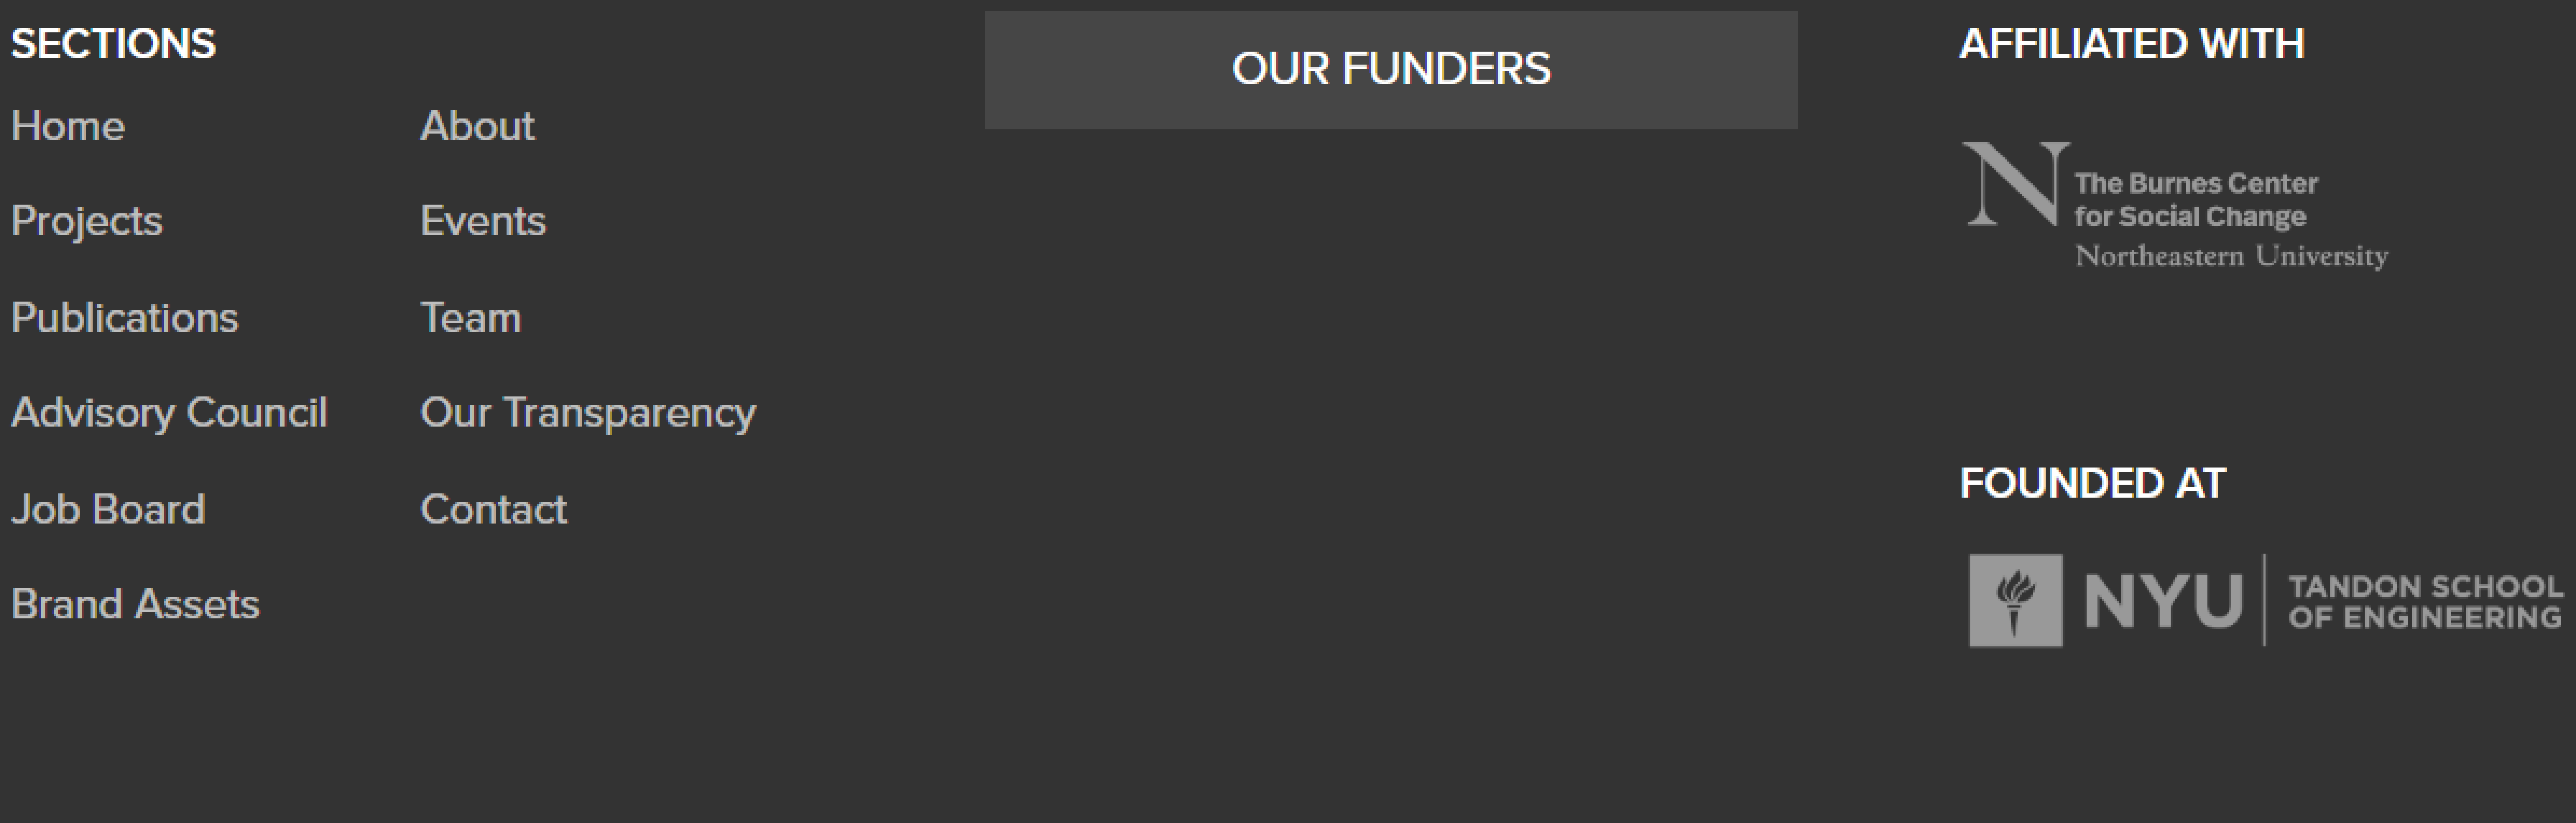 SECTIONS
Home
Projects
Publications
Advisory Council
Job Board
Brand Assets
About
Events
Team
Our Transparency
Contact
OUR FUNDERS
AFFILIATED WITH
N
The Burnes Center
for Social Change
Northeastern University
FOUNDED AT
NYU
TANDON SCHOOL
OF ENGINEERING